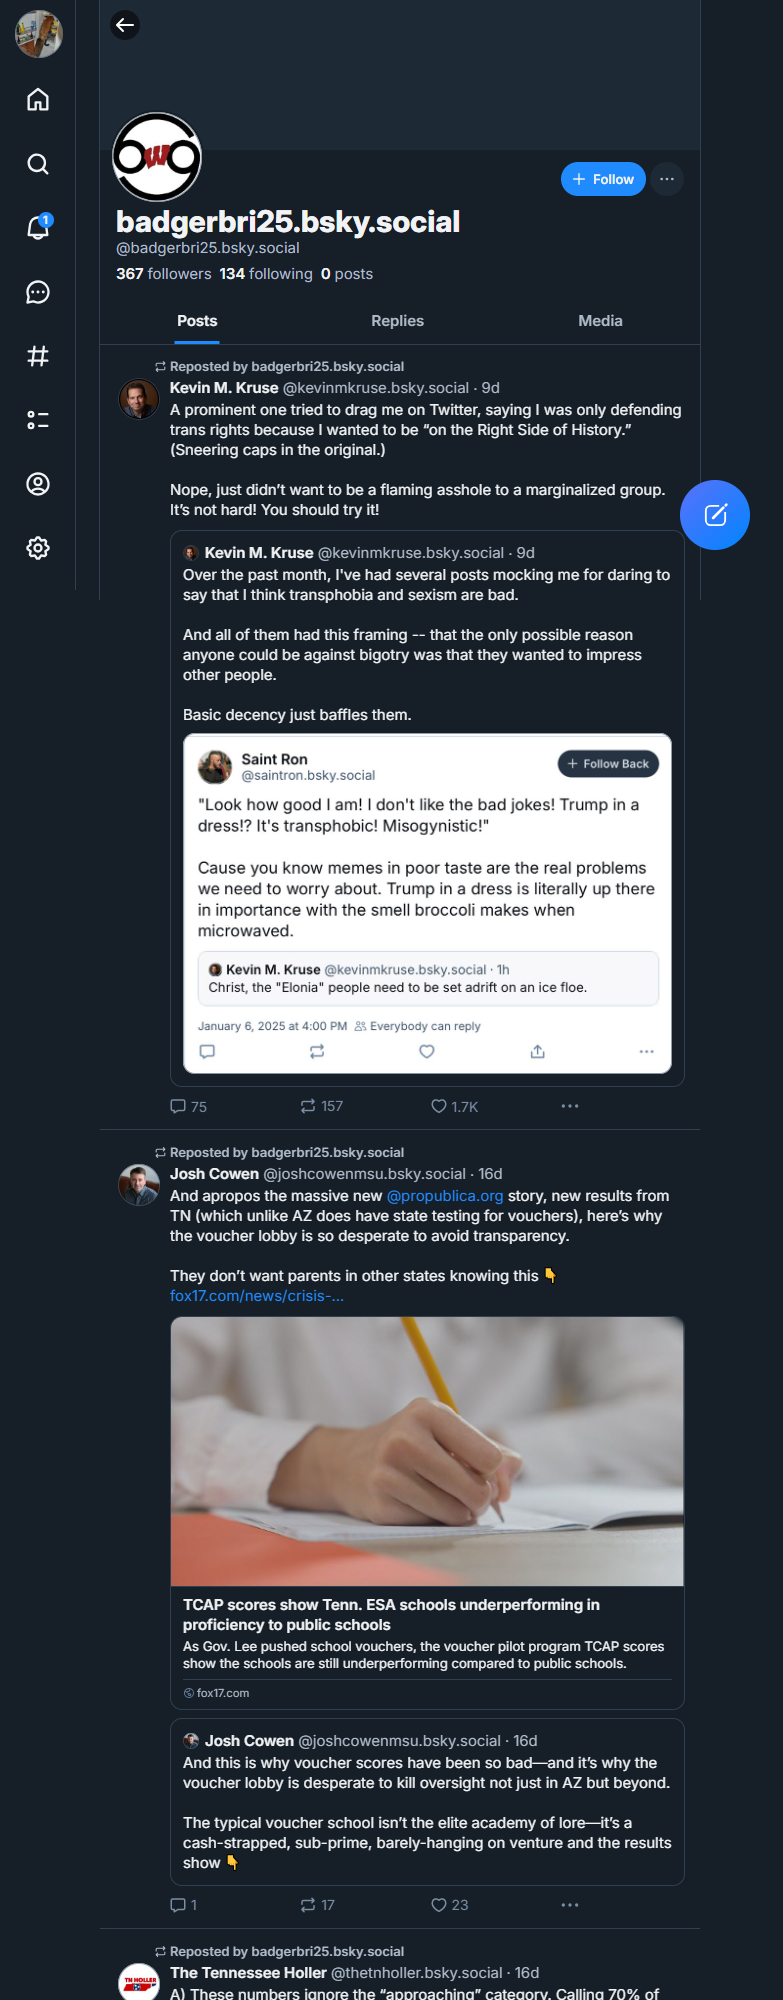 1
W
+ Follow
badgerbri25.bsky.social
@badgerbri25.bsky.social
367 followers 134 following 0 posts
Posts
Replies
Media
Reposted by badgerbri25.bsky.social
Kevin M. Kruse @kevinmkruse.bsky.social · 9d
A prominent one tried to drag me on Twitter, saying I was only defending
trans rights because I wanted to be “on the Right Side of History.”
(Sneering caps in the original.)
Nope, just didn’t want to be a flaming asshole to a marginalized group.
It’s not hard! You should try it!
Kevin M. Kruse @kevinmkruse.bsky.social · 9d
Over the past month, I've had several posts mocking me for daring to
say that I think transphobia and sexism are bad.
And all of them had this framing -- that the only possible reason
anyone could be against bigotry was that they wanted to impress
other people.
Basic decency just baffles them.
Saint Ron
@saintron.bsky.social
+ Follow Back
"Look how good I am! I don't like the bad jokes! Trump in a
dress!? It's transphobic! Misogynistic!"
Cause you know memes in poor taste are the real problems
we need to worry about. Trump in a dress is literally up there
in importance with the smell broccoli makes when
microwaved.
Kevin M. Kruse @kevinmkruse.bsky.social · 1h
Christ, the "Elonia" people need to be set adrift on an ice floe.
January 6, 2025 at 4:00 PM Everybody can reply
75 157 1.7K
Reposted by badgerbri25.bsky.social
Josh Cowen @joshcowenmsu.bsky.social · 16d
And apropos the massive new @propublica.org story, new results from
TN (which unlike AZ does have state testing for vouchers), here’s why
the voucher lobby is so desperate to avoid transparency.
They don’t want parents in other states knowing this 👇
fox17.com/news/crisis-...
TCAP scores show Tenn. ESA schools underperforming in
proficiency to public schools
As Gov. Lee pushed school vouchers, the voucher pilot program TCAP scores
show the schools are still underperforming compared to public schools.
fox17.com
Josh Cowen @joshcowenmsu.bsky.social · 16d
And this is why voucher scores have been so bad—and it’s why the
voucher lobby is desperate to kill oversight not just in AZ but beyond.
The typical voucher school isn’t the elite academy of lore—it’s a
cash-strapped, sub-prime, barely-hanging on venture and the results
show 👇
1 17 23
Reposted by badgerbri25.bsky.social
TN HOLLER
The Tennessee Holler @thetnholler.bsky.social · 16d
A) These numbers ignore the “approaching” category. Calling 70% of